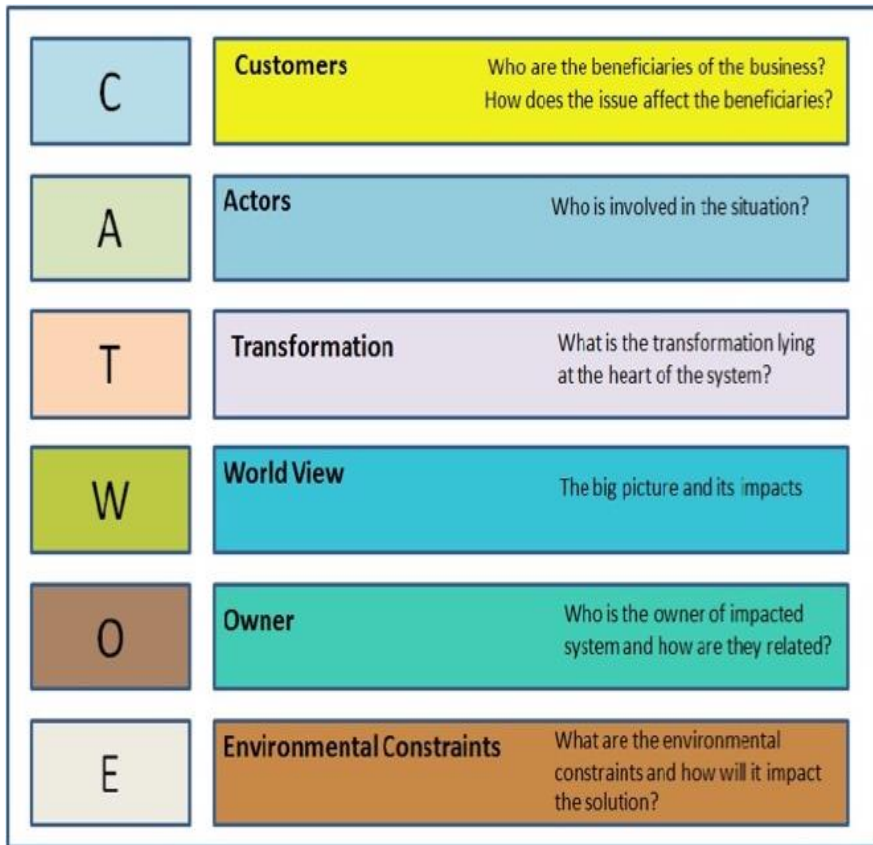 C
Customers
Who are the beneficiaries of the business?
How does the issue affect the beneficiaries?
A
Actors
Who is involved in the situation?
T
Transformation
What is the transformation lying
at the heart of the system?
W
World View
The big picture and its impacts
O
Owner
Who is the owner of impacted
system and how are they related?
E
Environmental Constraints
What are the environmental
constraints and how will it impact
the solution?